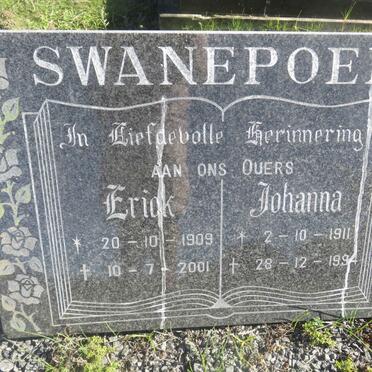 SWANEPOEL
In Liefdevolle Herinnering
AAN ONS OUERS
Erick Johanna
* 20-10-1909 † 2-10-1911
† 10-7-2001 † 28-12-1994